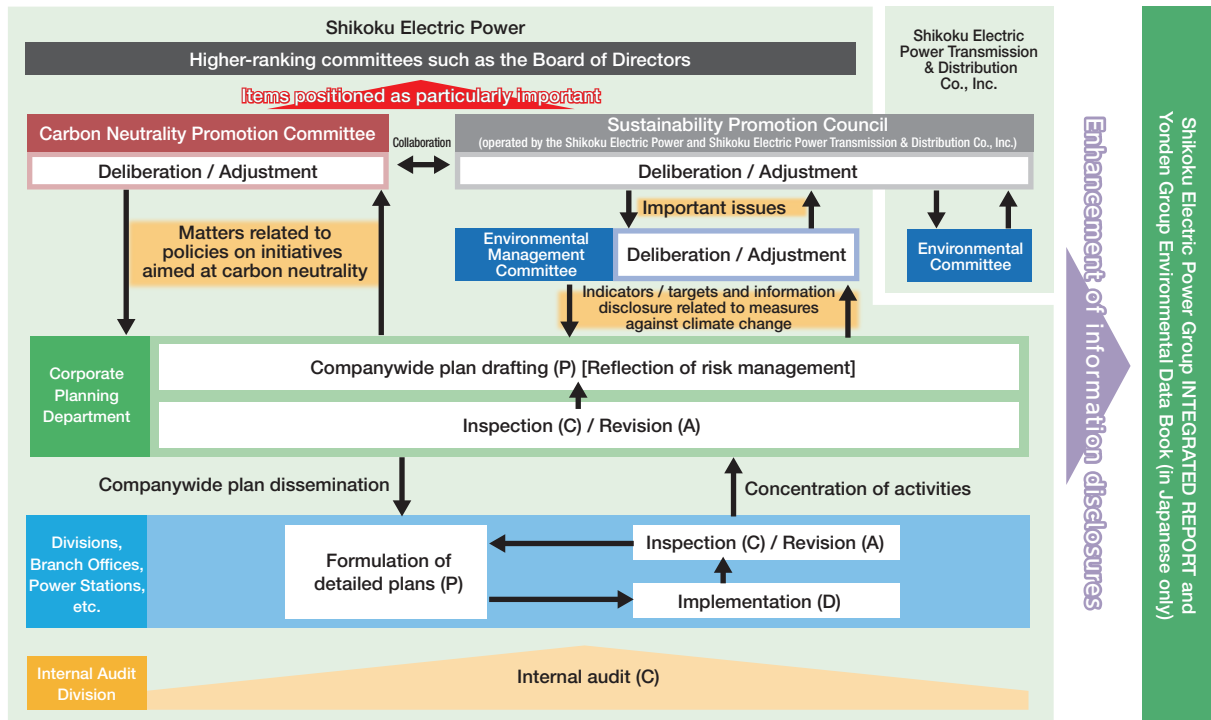 Shikoku Electric Power
Higher-ranking committees such as the Board of Directors
Items positioned as particularly important
Shikoku Electric
Power Transmission
& Distribution
Co., Inc.
Carbon Neutrality Promotion Committee
Deliberation / Adjustment
Collaboration
Sustainability Promotion Council
(operated by the Shikoku Electric Power and Shikoku Electric Power Transmission & Distribution Co., Inc.)
Deliberation / Adjustment
Matters related to
policies on initiatives
aimed at carbon neutrality
Important issues
Environmental
Management
Committee
Deliberation / Adjustment
Environmental
Committee
Indicators / targets and information
disclosure related to measures
against climate change
Corporate
Planning
Department
Companywide plan drafting (P) [Reflection of risk management]
Inspection (C) / Revision (A)
Companywide plan dissemination
Concentration of activities
Divisions,
Branch Offices,
Power Stations,
etc.
Formulation of
detailed plans (P)
Inspection (C) / Revision (A)
Implementation (D)
Internal Audit
Division
Internal audit (C)
Enhancement of information disclosures
Shikoku Electric Power Group INTEGRATED REPORT and
Yonden Group Environmental Data Book (in Japanese only)